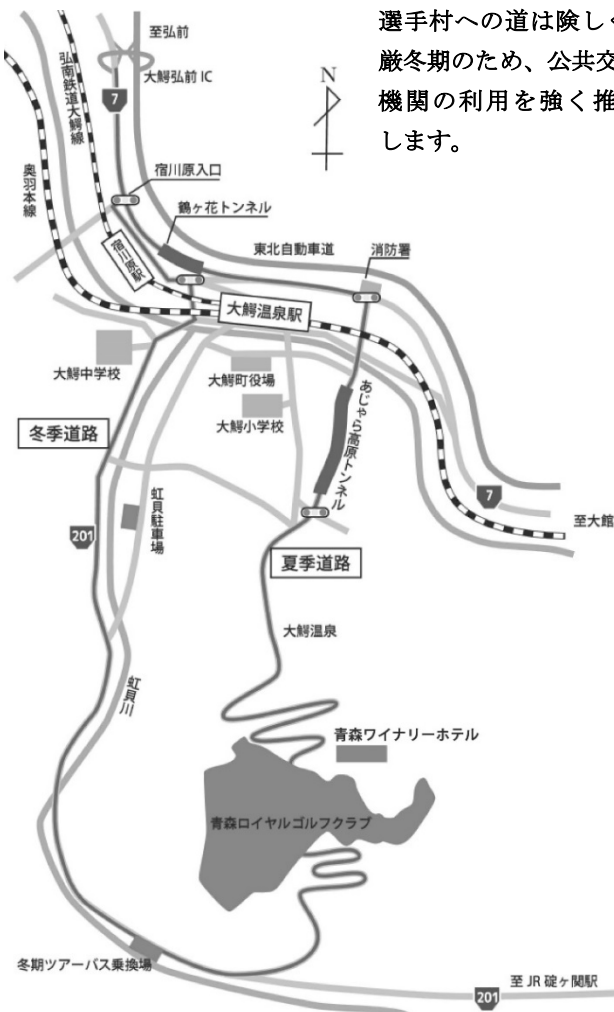 選手村への道は険しく
厳冬期のため、公共交
機関の利用を強く推
します。
至弘前
大鰐弘前 IC
弘南鉄道大鰐線
7
N
奥羽本線
宿川原入口
鶴ヶ花トンネル
宿川原駅
東北自動車道
消防署
大鰐温泉駅
大鰐中学校
大鰐町役場
大鰐小学校
あじゃら高原トンネル
冬季道路
7
至大館
201
虹貝駐車場
夏季道路
大鰐温泉
虹貝川
青森ワイナリーホテル
青森ロイヤルゴルフクラブ
冬期ツアーバス乗換場
至 JR 碇ヶ関駅
201